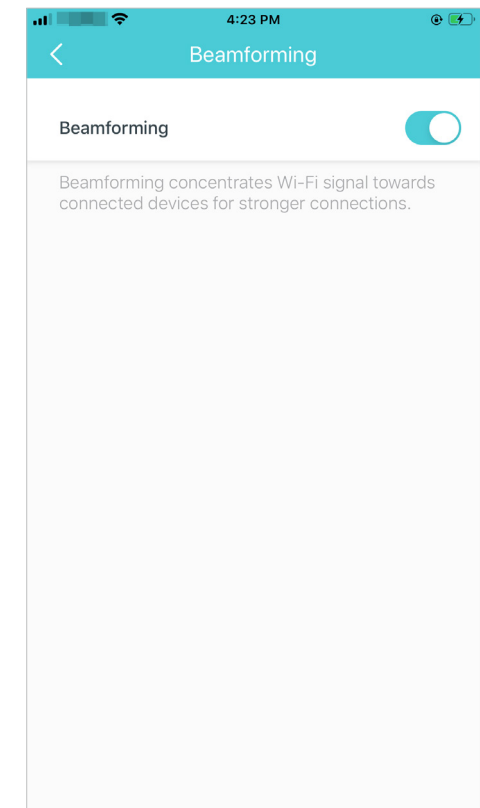 4:23 PM
Beamforming
Beamforming
Beamforming concentrates Wi-Fi signal towards
connected devices for stronger connections.